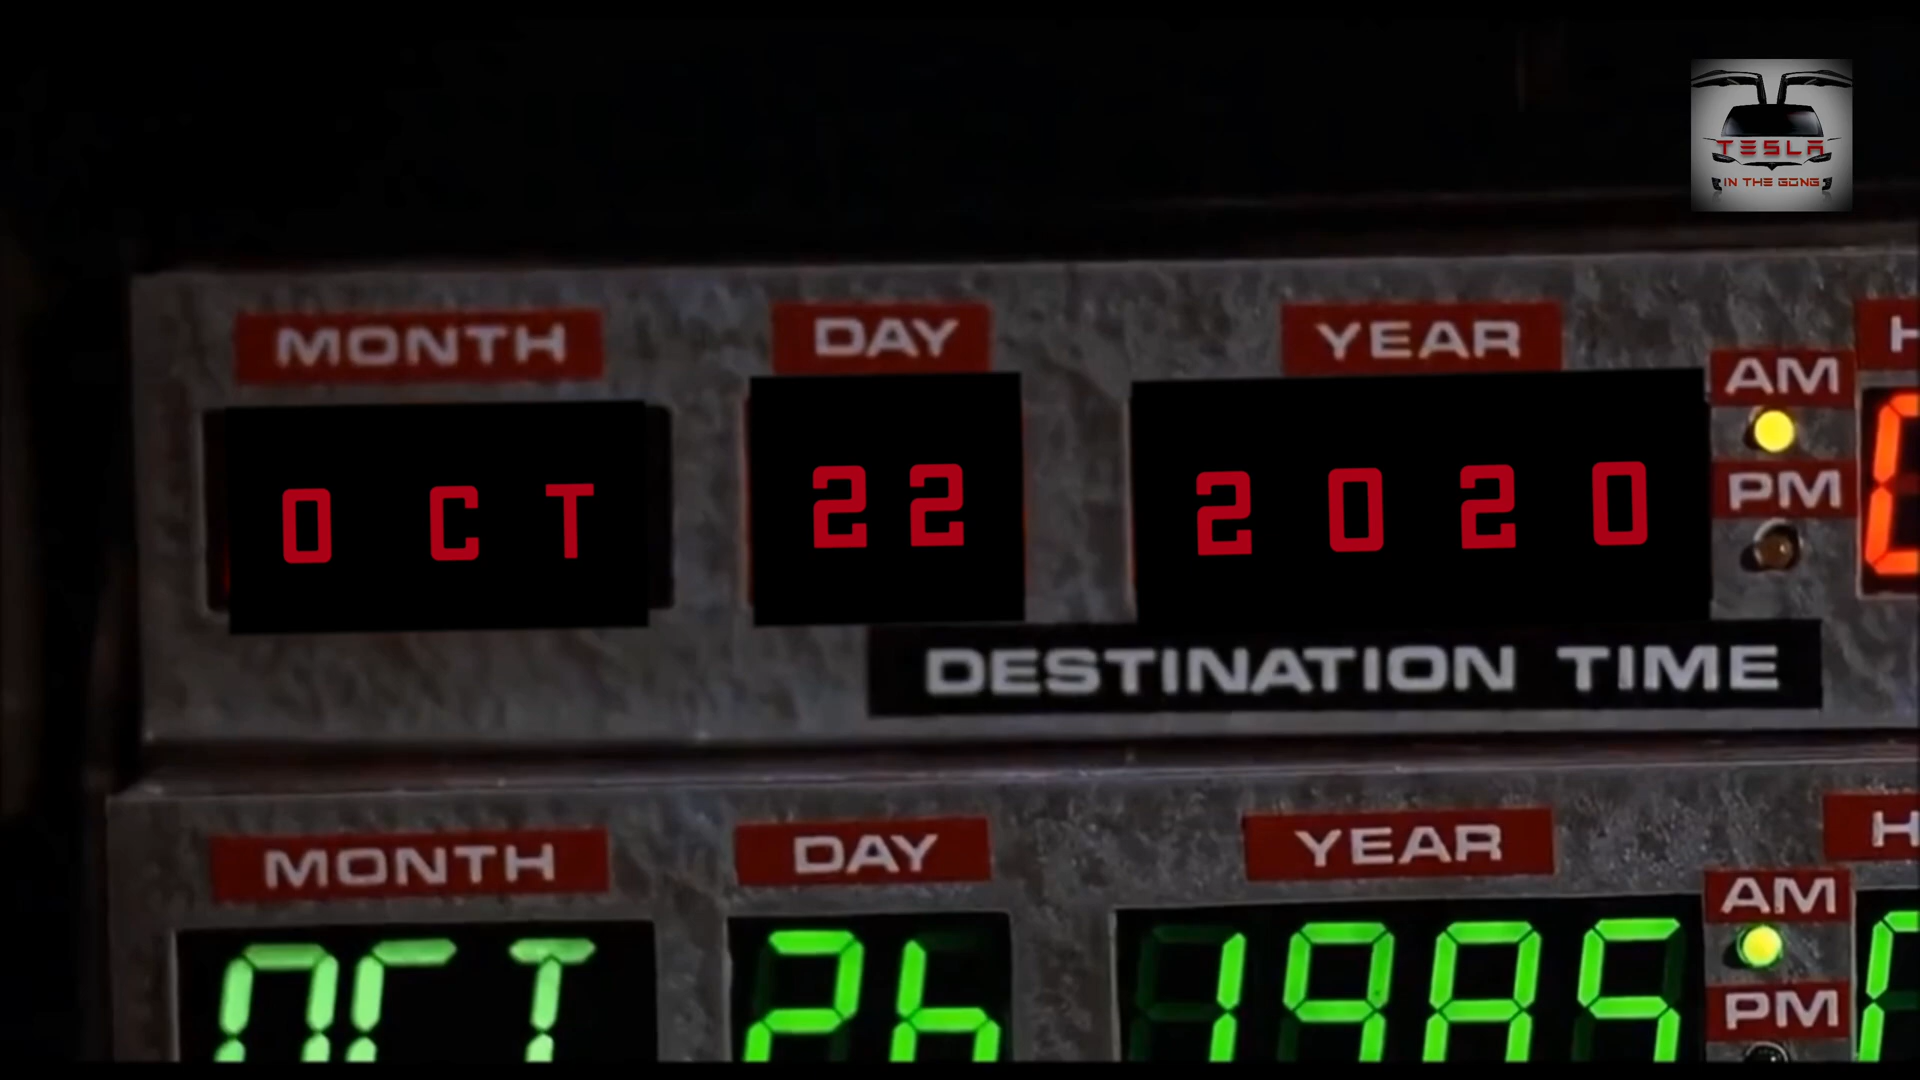 TESLA
IN THE GONG
MONTH DAY YEAR
AM
OCT 22 2020
PM
DESTINATION TIME
MONTH DAY YEAR
AM
OCT 26 1985
PM